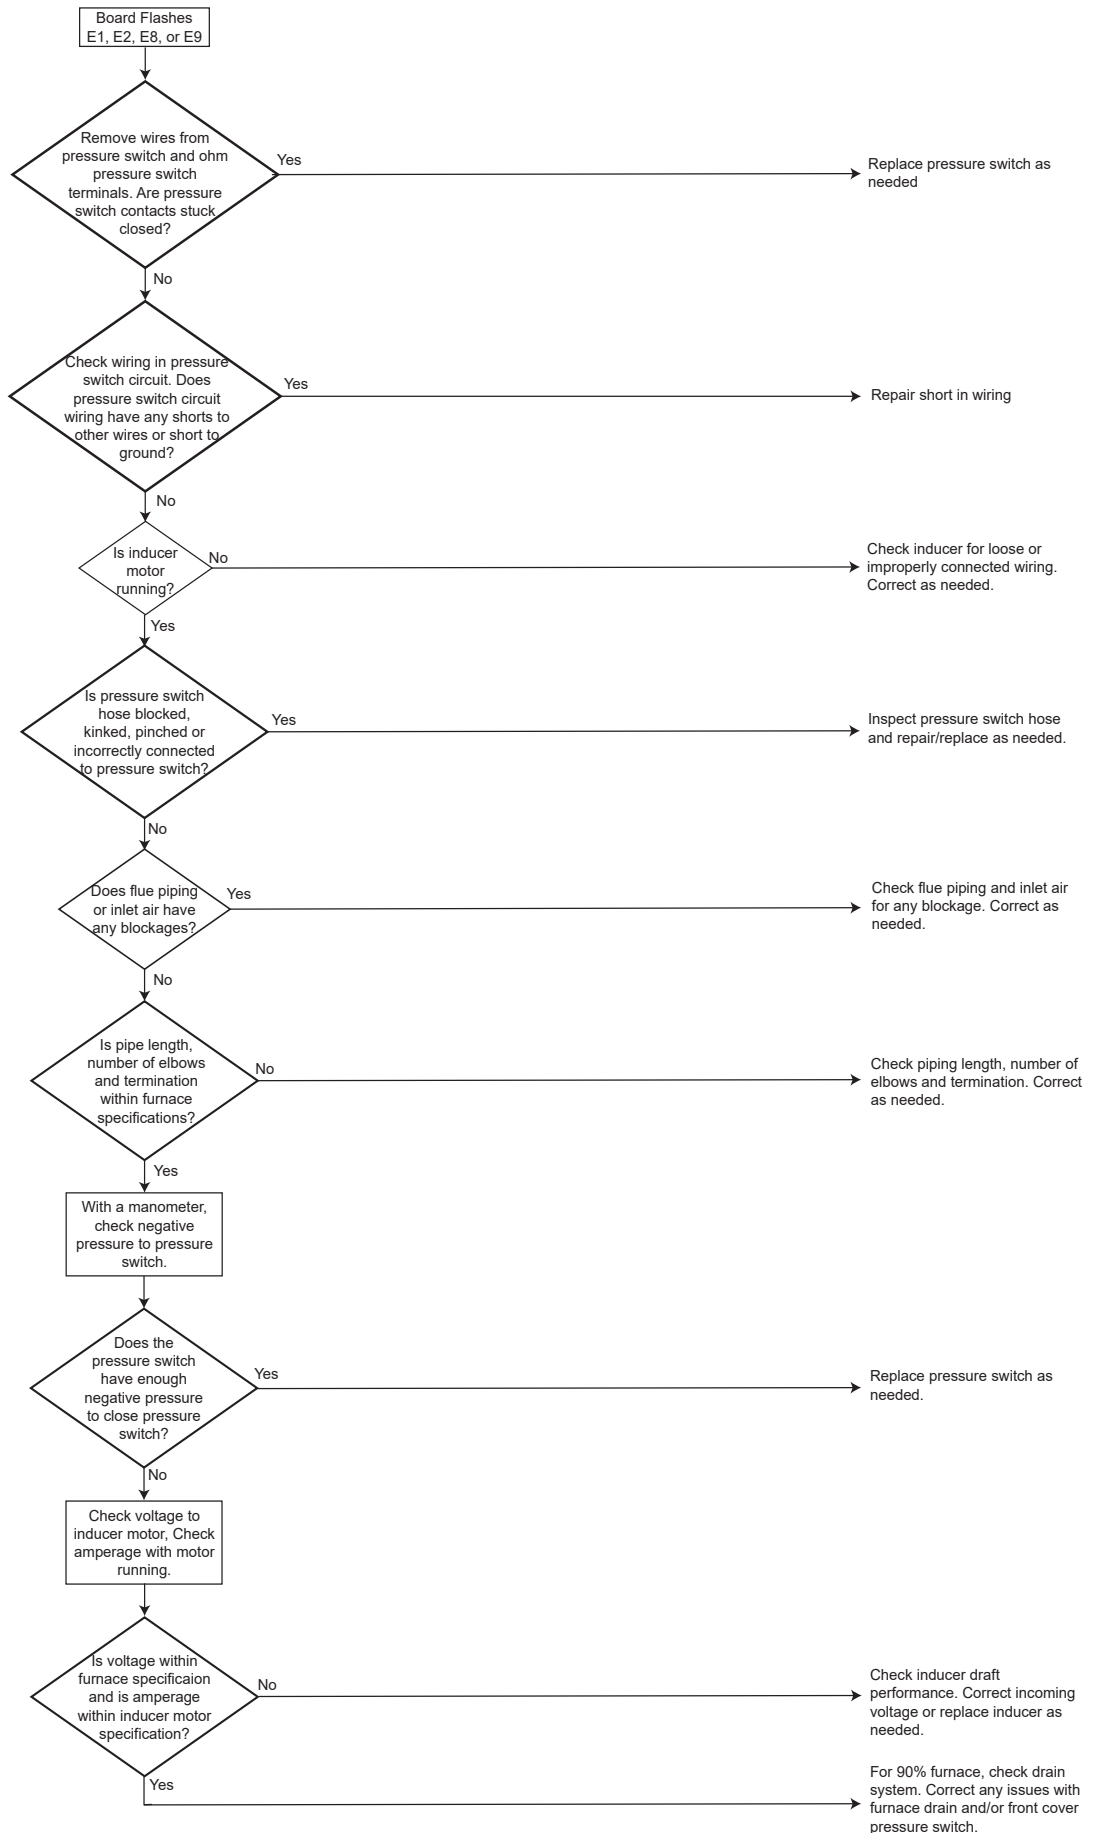 Board Flashes
E1, E2, E8, or E9
Remove wires from
pressure switch and ohm
pressure switch
terminals. Are pressure
switch contacts stuck
closed?
Yes
Replace pressure switch as
needed
No
Check wiring in pressure
switch circuit. Does
pressure switch circuit
wiring have any shorts to
other wires or short to
ground?
Yes
Repair short in wiring
No
Is inducer
motor
running?
No
Check inducer for loose or
improperly connected wiring.
Correct as needed.
Yes
Is pressure switch
hose blocked,
kinked, pinched or
incorrectly connected
to pressure switch?
Yes
Inspect pressure switch hose
and repair/replace as needed.
No
Does flue piping
or inlet air have
any blockages?
Yes
Check flue piping and inlet air
for any blockage. Correct as
needed.
No
Is pipe length,
number of elbows
and termination
within furnace
specifications?
No
Check piping length, number of
elbows and termination. Correct
as needed.
Yes
With a manometer,
check negative
pressure to pressure
switch.
Does the
pressure switch
have enough
negative pressure
to close pressure
switch?
Yes
Replace pressure switch as
needed.
No
Check voltage to
inducer motor, Check
amperage with motor
running.
Is voltage within
furnace specificaion
and is amperage
within inducer motor
specification?
No
Check inducer draft
performance. Correct incoming
voltage or replace inducer as
needed.
Yes
For 90% furnace, check drain
system. Correct any issues with
furnace drain and/or front cover
pressure switch.